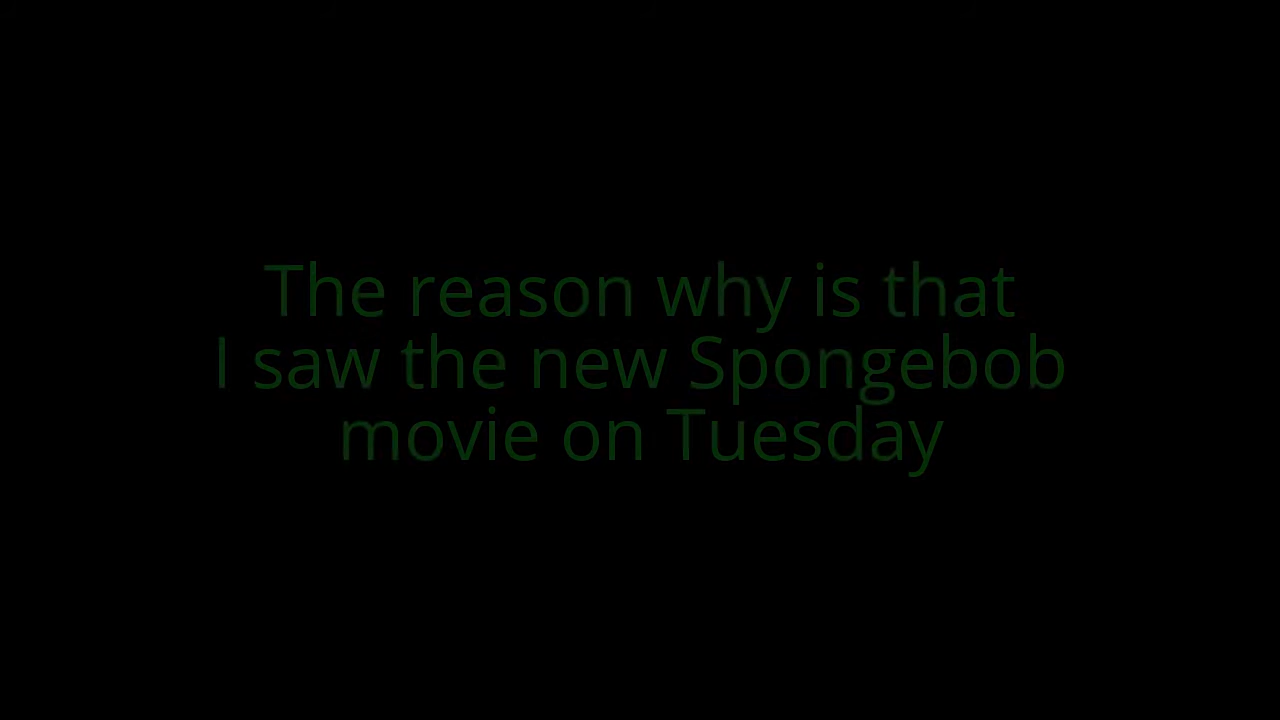 The reason why is that
I saw the new Spongebob
movie on Tuesday